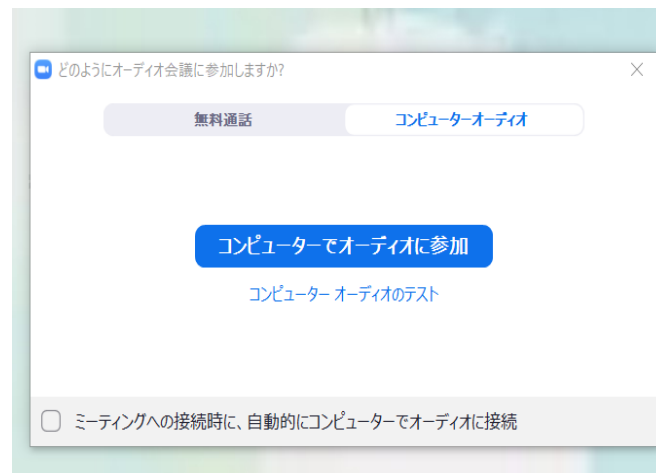 どのようにオーディオ会議に参加しますか?
無料通話 コンピューターオーディオ
コンピューターでオーディオに参加
コンピューター オーディオのテスト
ミーティングへの接続時に、自動的にコンピューターでオーディオに接続